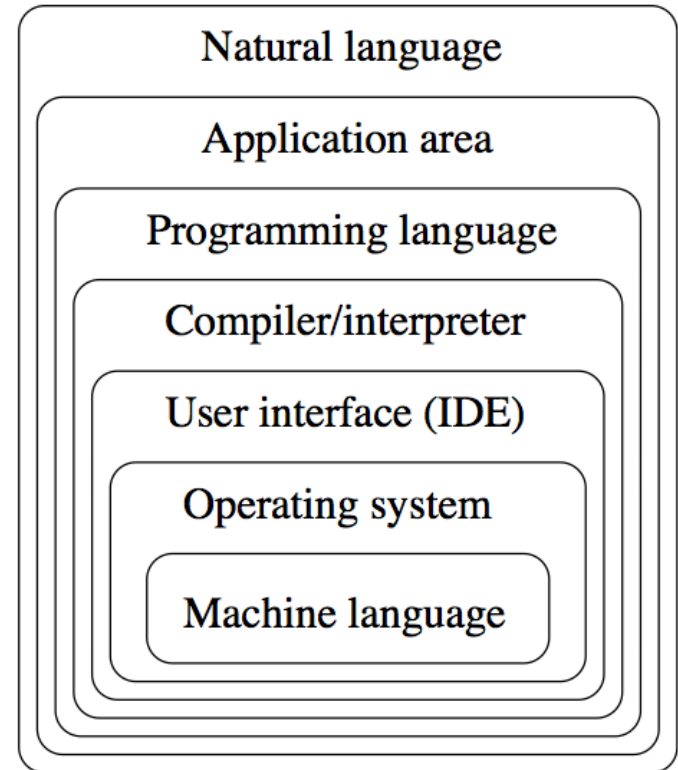 Natural language
Application area
Programming language
Compiler/interpreter
User interface (IDE)
Operating system
Machine language